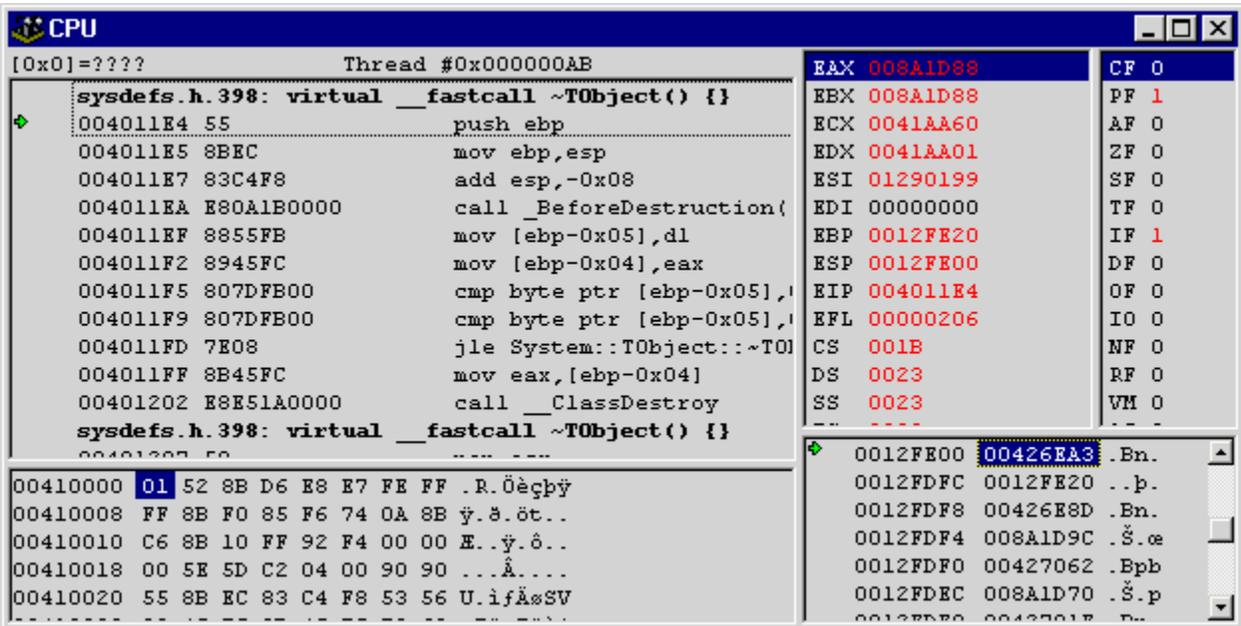 CPU
[0x0]=???? Thread #0x000000AB
sysdefs.h.398: virtual __fastcall ~TObject() {}
004011E4 55 push ebp
004011E5 8BEC mov ebp,esp
004011E7 83C4F8 add esp,-0x08
004011EA E80A1B0000 call _BeforeDestruction(
004011EF 8855FB mov [ebp-0x05],dl
004011F2 8945FC mov [ebp-0x04],eax
004011F5 807DFB00 cmp byte ptr [ebp-0x05],
004011F9 807DFB00 cmp byte ptr [ebp-0x05],
004011FD 7E08 jle System::TObject::~TOb
004011FF 8B45FC mov eax,[ebp-0x04]
00401202 E8E51A0000 call __ClassDestroy
sysdefs.h.398: virtual __fastcall ~TObject() {}
EAX 008A1D88
EBX 008A1D88
ECX 0041AA60
EDX 0041AA01
ESI 01290199
EDI 00000000
EBP 0012FE20
ESP 0012FE00
EIP 004011E4
EFL 00000206
CS 001B
DS 0023
SS 0023
CF 0
PF 1
AF 0
ZF 0
SF 0
TF 0
IF 1
DF 0
OF 0
IO 0
NF 0
RF 0
VM 0
00410000 01 52 8B D6 E8 E7 FE FF .R.Öèçþÿ
00410008 FF 8B F0 85 F6 74 0A 8B ÿ.ð.öt..
00410010 C6 8B 10 FF 92 F4 00 00 Æ..ÿ.ô..
00410018 00 5E 5D C2 04 00 90 90 ...Â....
00410020 55 8B EC 83 C4 F8 53 56 U.ìƒÄøSV
0012FE00 00426EA3 .Bn.
0012FDFC 0012FE20 ..þ.
0012FDF8 00426E8D .Bn.
0012FDF4 008A1D9C .Š.œ
0012FDF0 00427062 .Bpb
0012FDEC 008A1D70 .Š.p